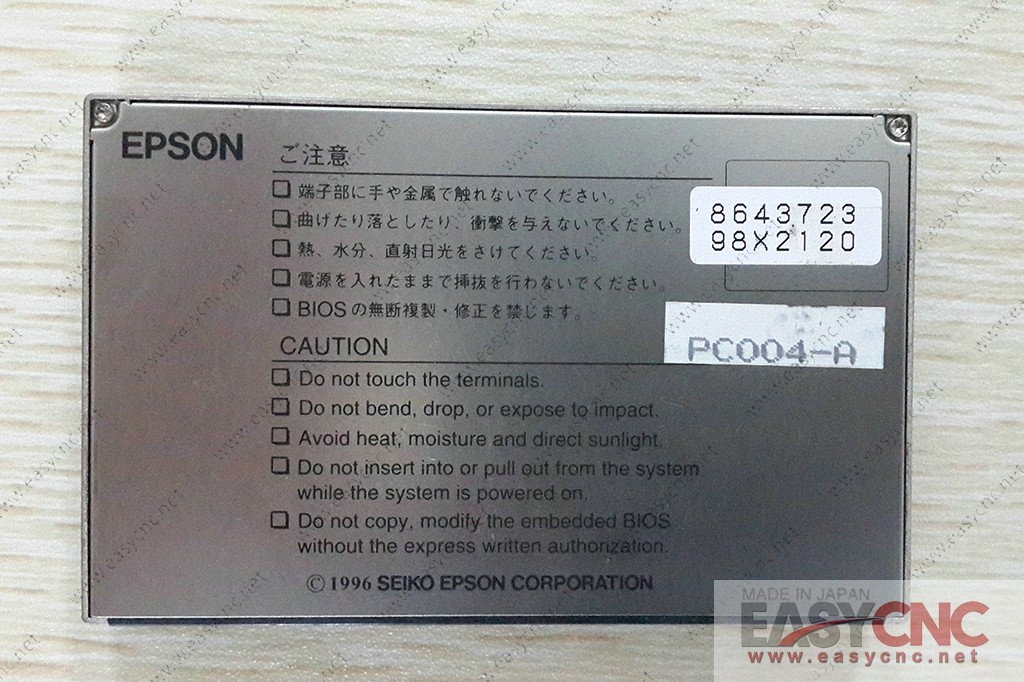 EPSON
ご注意
□ 端子部に手や金属で触れないでください。
□ 曲げたり落としたり、衝撃を与えないでください。
□ 熱、水分、直射日光をさけてください。
□ 電源を入れたままで挿抜を行わないでください。
□ BIOSの無断複製・修正を禁じます。
8643723
98X2120
PC004-A
CAUTION
□ Do not touch the terminals.
□ Do not bend, drop, or expose to impact.
□ Avoid heat, moisture and direct sunlight.
□ Do not insert into or pull out from the system
while the system is powered on.
□ Do not copy, modify the embedded BIOS
without the express written authorization.
© 1996 SEIKO EPSON CORPORATION
MADE IN JAPAN
EASYCNC
www.easycnc.net